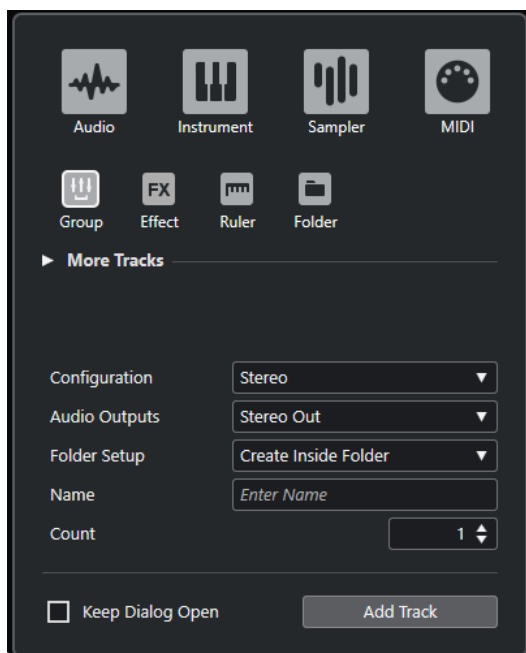 Audio Instrument Sampler MIDI
FX
Group Effect Ruler Folder
More Tracks
Configuration Stereo
Audio Outputs Stereo Out
Folder Setup Create Inside Folder
Name Enter Name
Count 1
Keep Dialog Open Add Track